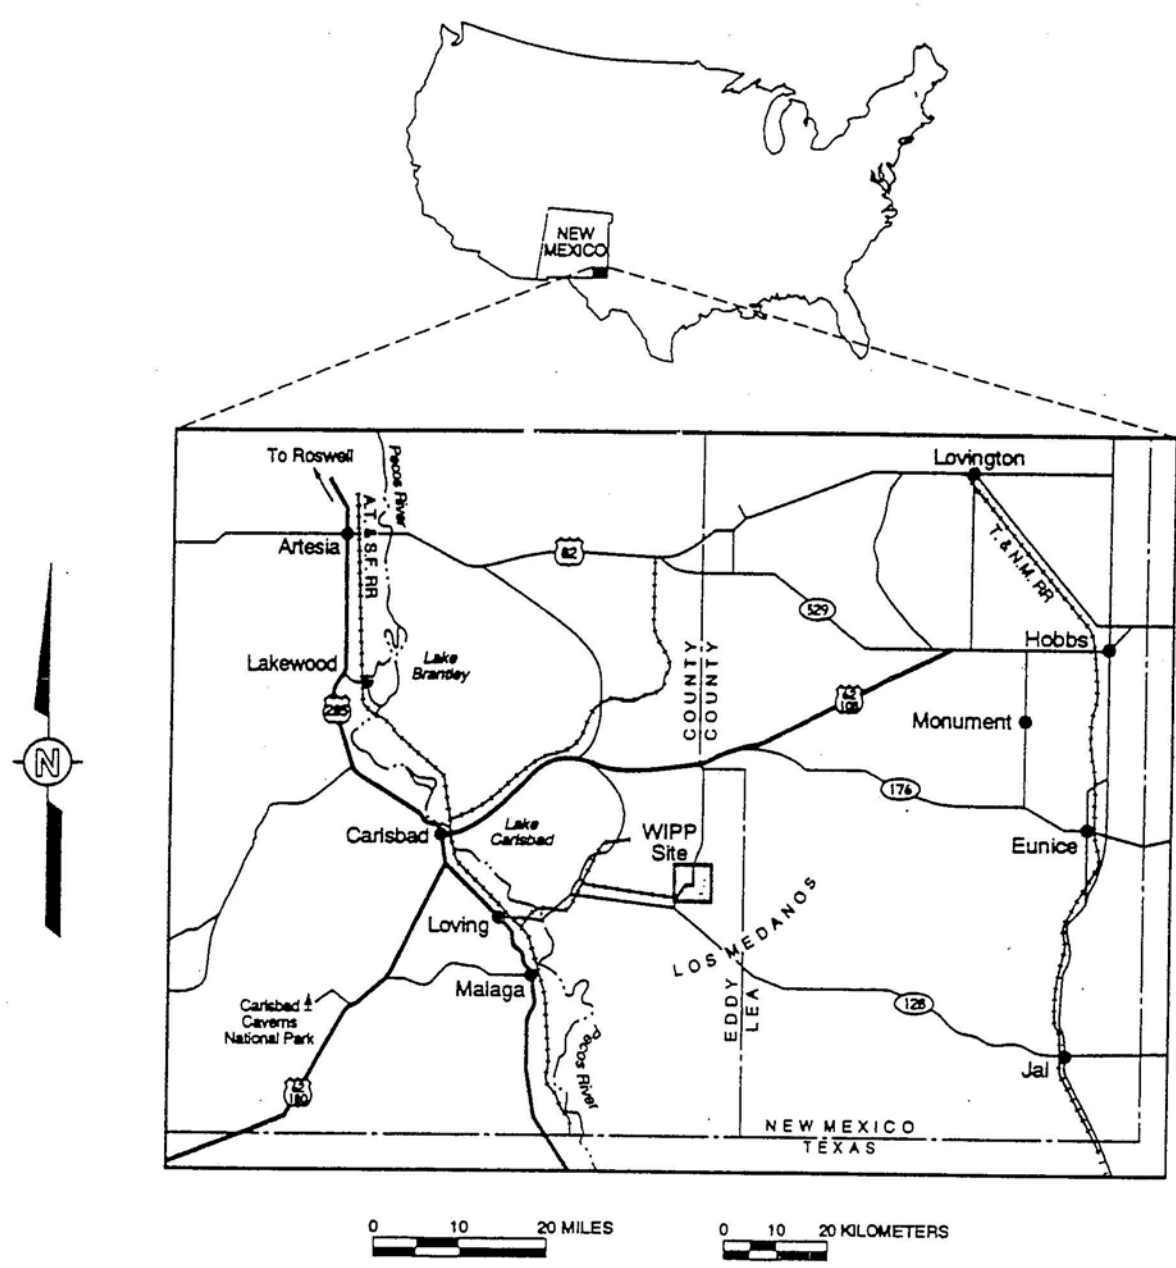 NEW
MEXICO
To Roswell
Pecos River
A.T. & S.F. RR
Lovington
Artesia
82
T. & N.M. RR
529
Hobbs
Lakewood
Lake
Brantley
285
COUNTY
COUNTY
62
180
Monument
176
Carlsbad
Lake
Carlsbad
WIPP
Site
Eunice
Loving
LOS MEDANOS
Malaga
EDDY
LEA
128
Carlsbad
Caverns
National Park
Pecos River
Jal
62
180
NEW MEXICO
TEXAS
N
0 10 20 MILES
0 10 20 KILOMETERS